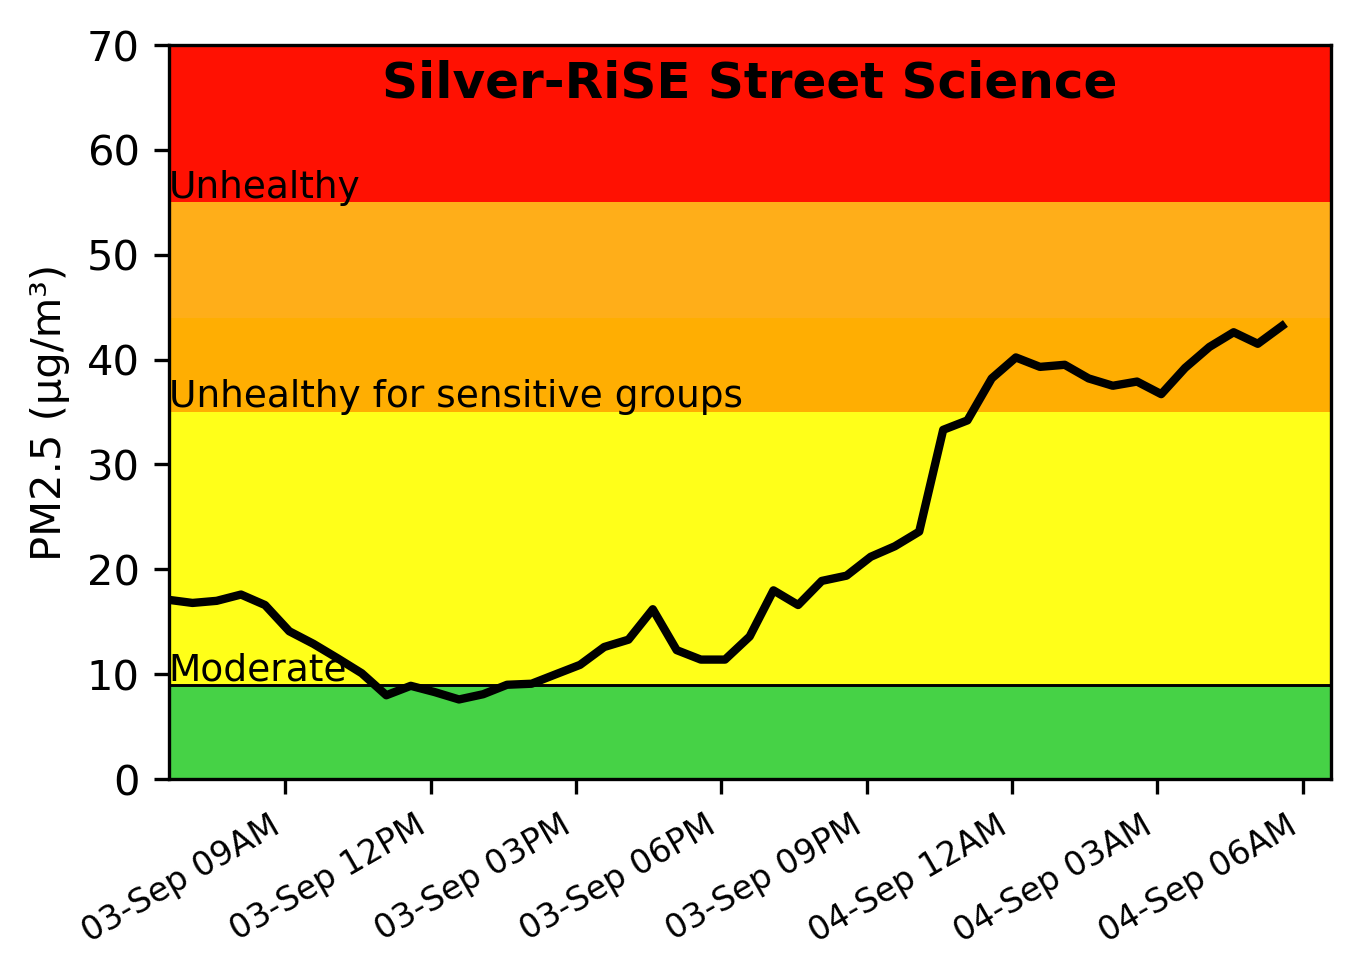 Silver-RiSE Street Science
70
60
50
40
30
20
10
0
PM2.5 (μg/m³)
Unhealthy
Unhealthy for sensitive groups
Moderate
03-Sep 09AM
03-Sep 12PM
03-Sep 03PM
03-Sep 06PM
03-Sep 09PM
04-Sep 12AM
04-Sep 03AM
04-Sep 06AM